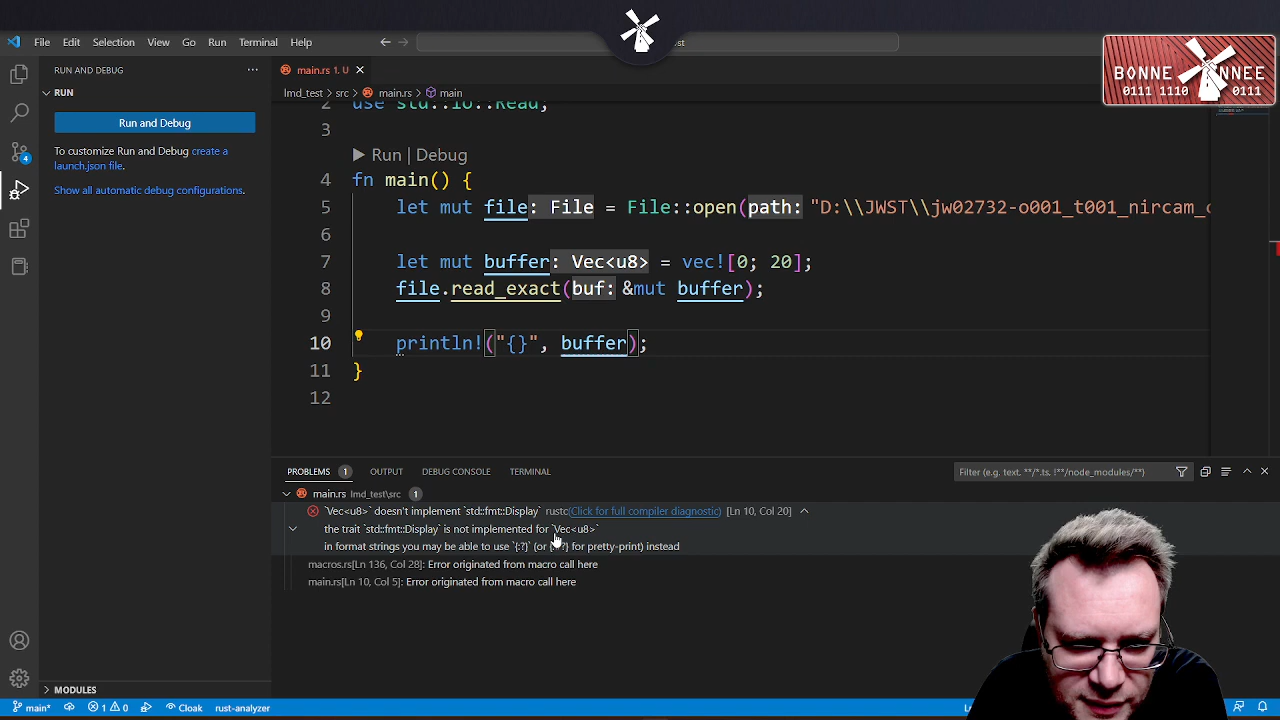 File Edit Selection View Go Run Terminal Help
st
BONNE NNEE
0111 1110 0111
RUN AND DEBUG
main.rs 1, U
RUN
lmd_test > src > main.rs > main
2 use std::io::Read;
Run and Debug
3
To customize Run and Debug create a
launch.json file.
Show all automatic debug configurations.
Run | Debug
4 fn main() {
5 let mut file: File = File::open(path: "D:\\JWST\\jw02732-o001_t001_nircam_c
6
7 let mut buffer: Vec<u8> = vec![0; 20];
8 file.read_exact(buf: &mut buffer);
9
10 println!("{}", buffer);
11 }
12
PROBLEMS 1 OUTPUT DEBUG CONSOLE TERMINAL
Filter (e.g. text, **/*.ts, !**/node_modules/**)
main.rs lmd_test\src 1
`Vec<u8>` doesn't implement `std::fmt::Display` rustc(Click for full compiler diagnostic) [Ln 10, Col 20]
the trait `std::fmt::Display` is not implemented for `Vec<u8>`
in format strings you may be able to use `{:?}` (or ?} for pretty-print) instead
macros.rs[Ln 136, Col 28]: Error originated from macro call here
main.rs[Ln 10, Col 5]: Error originated from macro call here
MODULES
4
main* 1 0 Cloak rust-analyzer